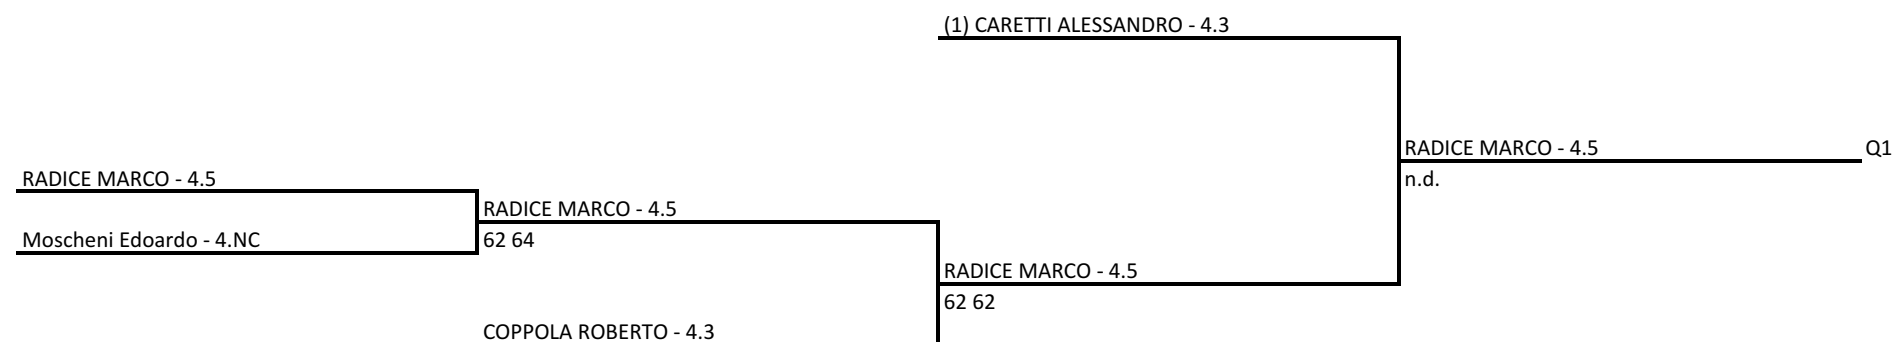 (1) CARETTI ALESSANDRO - 4.3
RADICE MARCO - 4.5
Q1
RADICE MARCO - 4.5
n.d.
RADICE MARCO - 4.5
Moscheni Edoardo - 4.NC
62 64
RADICE MARCO - 4.5
62 62
COPPOLA ROBERTO - 4.3